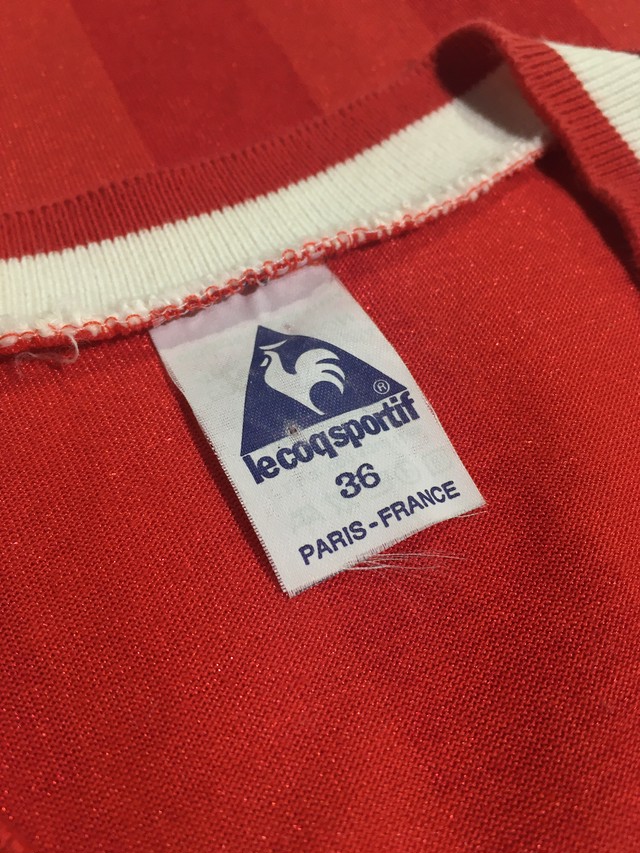 ®
lecoqsportif
36
PARIS-FRANCE